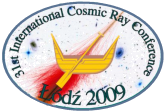 31st International Cosmic Ray Conference
Łódź 2009